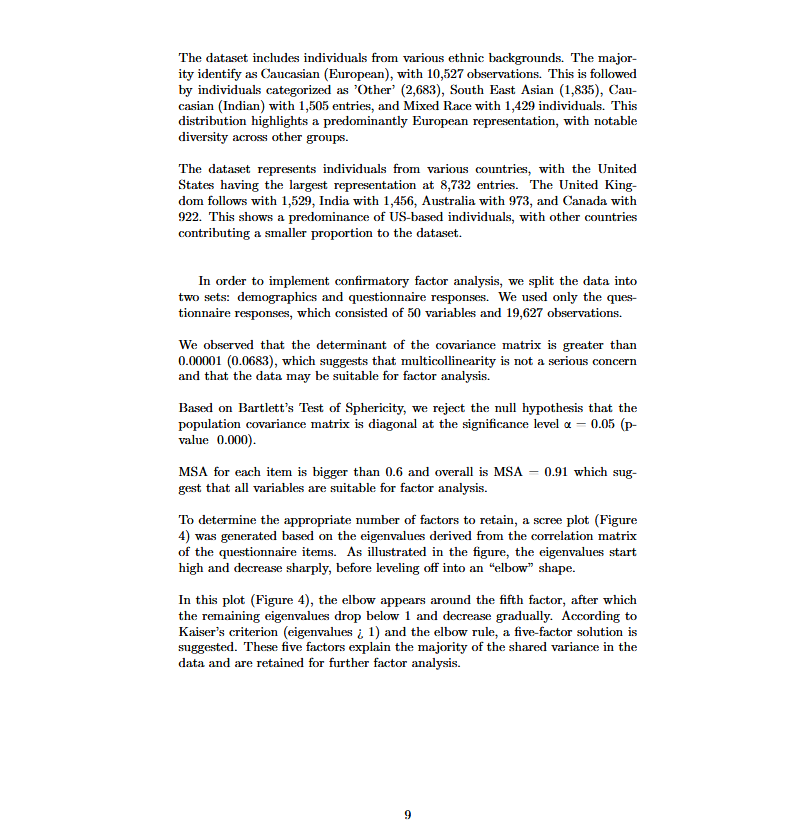 The dataset includes individuals from various ethnic backgrounds. The major-
ity identify as Caucasian (European), with 10,527 observations. This is followed
by individuals categorized as 'Other' (2,683), South East Asian (1,835), Cau-
casian (Indian) with 1,505 entries, and Mixed Race with 1,429 individuals. This
distribution highlights a predominantly European representation, with notable
diversity across other groups.
The dataset represents individuals from various countries, with the United
States having the largest representation at 8,732 entries. The United King-
dom follows with 1,529, India with 1,456, Australia with 973, and Canada with
922. This shows a predominance of US-based individuals, with other countries
contributing a smaller proportion to the dataset.
In order to implement confirmatory factor analysis, we split the data into
two sets: demographics and questionnaire responses. We used only the ques-
tionnaire responses, which consisted of 50 variables and 19,627 observations.
We observed that the determinant of the covariance matrix is greater than
0.00001 (0.0683), which suggests that multicollinearity is not a serious concern
and that the data may be suitable for factor analysis.
Based on Bartlett's Test of Sphericity, we reject the null hypothesis that the
population covariance matrix is diagonal at the significance level α = 0.05 (p-
value 0.000).
MSA for each item is bigger than 0.6 and overall is MSA = 0.91 which sug-
gest that all variables are suitable for factor analysis.
To determine the appropriate number of factors to retain, a scree plot (Figure
4) was generated based on the eigenvalues derived from the correlation matrix
of the questionnaire items. As illustrated in the figure, the eigenvalues start
high and decrease sharply, before leveling off into an “elbow” shape.
In this plot (Figure 4), the elbow appears around the fifth factor, after which
the remaining eigenvalues drop below 1 and decrease gradually. According to
Kaiser's criterion (eigenvalues ¿ 1) and the elbow rule, a five-factor solution is
suggested. These five factors explain the majority of the shared variance in the
data and are retained for further factor analysis.
9